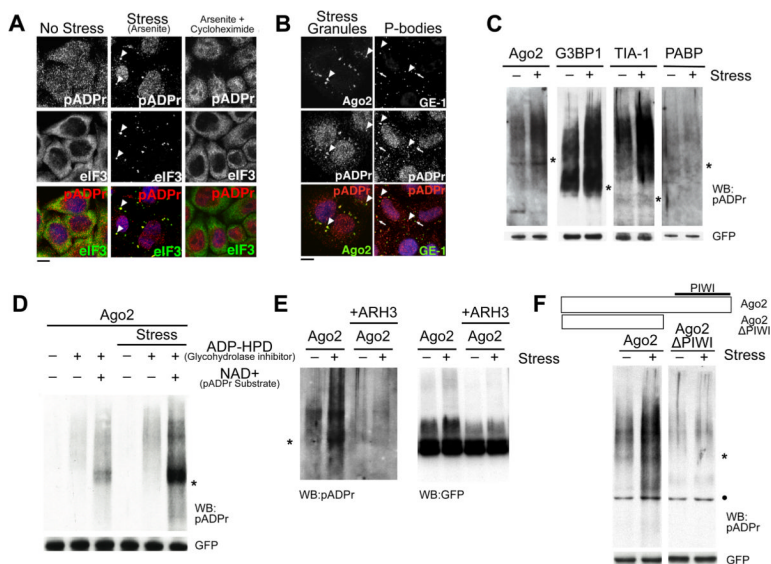 A
No Stress
Stress
(Arsenite)
Arsenite +
Cycloheximide
pADPr
pADPr
pADPr
eIF3
eIF3
eIF3
pADPr
pADPr
pADPr
eIF3
eIF3
eIF3
B
Stress
Granules
P-bodies
Ago2
GE-1
pADPr
pADPr
pADPr
pADPr
Ago2
GE-1
C
Ago2 G3BP1 TIA-1 PABP
– + – + – + – + Stress
*
*
*
*
WB:
pADPr
GFP
D
Ago2
Stress
– + + – + + ADP-HPD
(Glycohydrolase inhibitor)
– – + – – + NAD+
(pADPr Substrate)
*
WB:
pADPr
GFP
E
+ARH3 +ARH3
Ago2 Ago2 Ago2 Ago2
– + – + – + – + Stress
*
WB:pADPr WB:GFP
F
PIWI
Ago2
Ago2
ΔPIWI
Ago2 Ago2
ΔPIWI
– + – + Stress
*
•
WB:
pADPr
GFP